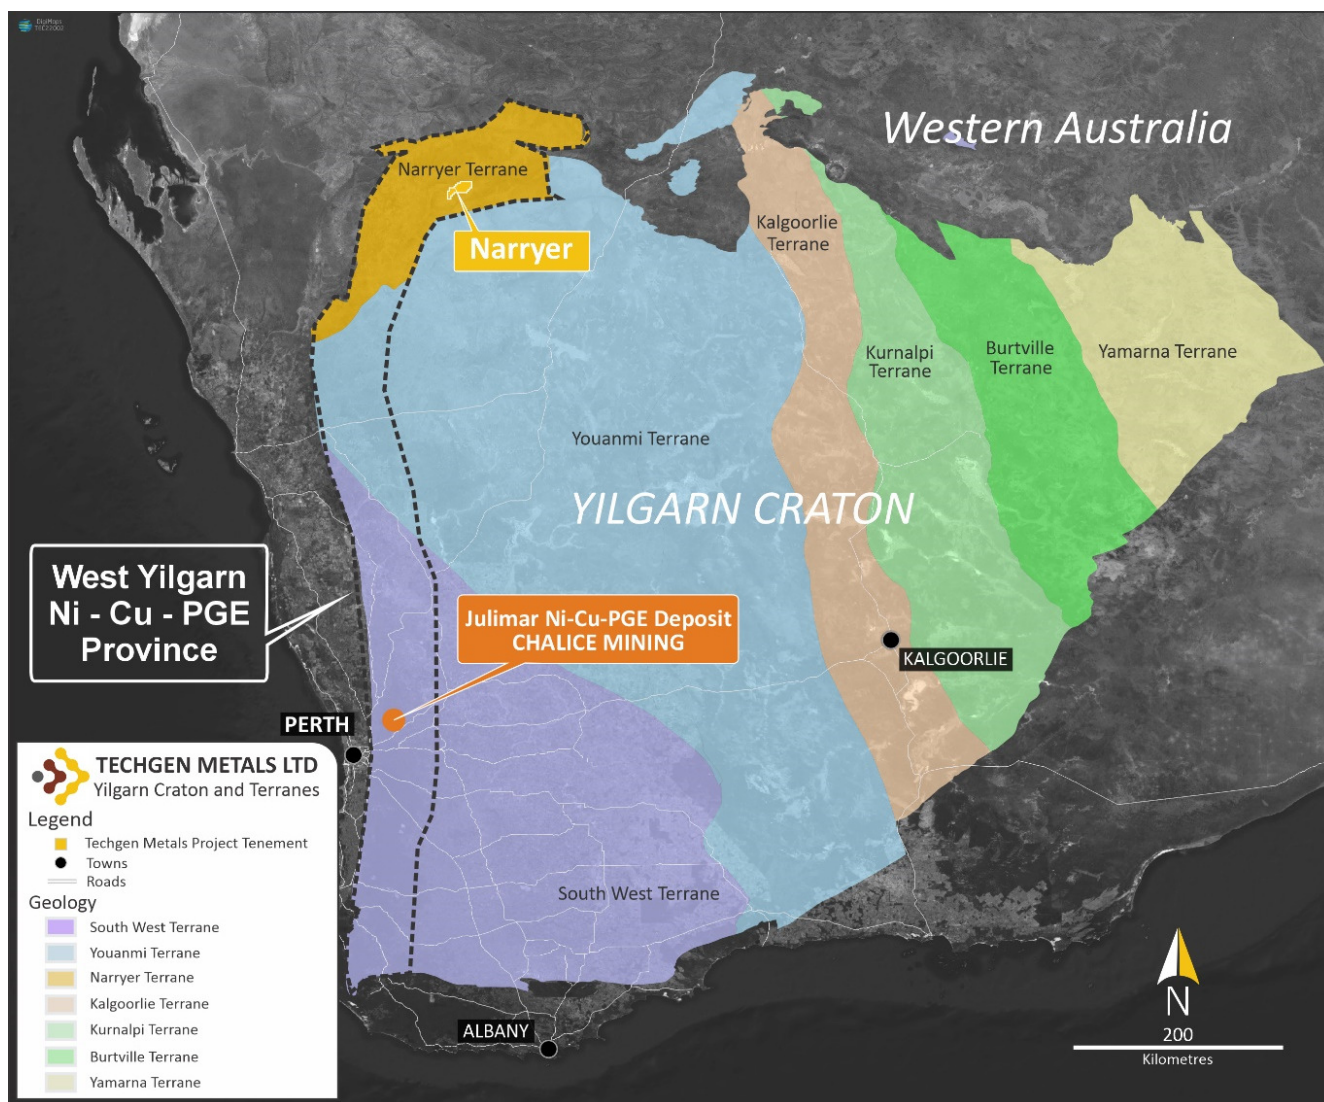 DigiMaps
Western Australia
Narryer Terrane
Narryer
Kalgoorlie
Terrane
Kurnalpi
Terrane
Burtville
Terrane
Yamarna Terrane
Youanmi Terrane
YILGARN CRATON
West Yilgarn
Ni - Cu - PGE
Province
Julimar Ni-Cu-PGE Deposit
CHALICE MINING
KALGOORLIE
PERTH
South West Terrane
ALBANY
TECHGEN METALS LTD
Yilgarn Craton and Terranes
Legend
Techgen Metals Project Tenement
Towns
Roads
Geology
South West Terrane
Youanmi Terrane
Narryer Terrane
Kalgoorlie Terrane
Kurnalpi Terrane
Burtville Terrane
Yamarna Terrane
N
200
Kilometres